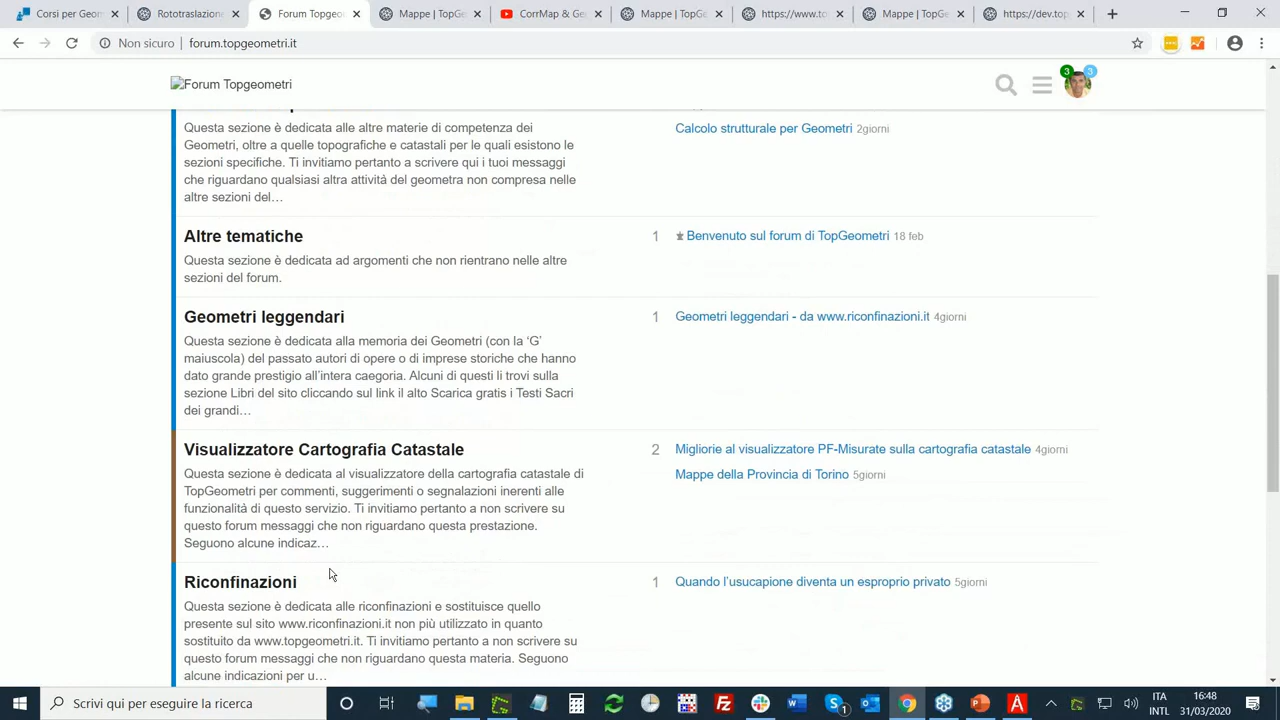 Corsi per Geom
Rototraslazione
Forum Topgeo
Mappe | TopGe
CorrMap & Ge
Mappe | TopGe
https://www.to
Mappe | TopGe
https://dev.top
Non sicuro
forum.topgeometri.it
Forum Topgeometri
3
3
Questa sezione è dedicata alle altre materie di competenza dei
Geometri, oltre a quelle topografiche e catastali per le quali esistono le
sezioni specifiche. Ti invitiamo pertanto a scrivere qui i tuoi messaggi
che riguardano qualsiasi altra attività del geometra non compresa nelle
altre sezioni del…
Calcolo strutturale per Geometri 2giorni
Altre tematiche
1
Benvenuto sul forum di TopGeometri 18 feb
Questa sezione è dedicata ad argomenti che non rientrano nelle altre
sezioni del forum.
Geometri leggendari
1
Geometri leggendari - da www.riconfinazioni.it 4giorni
Questa sezione è dedicata alla memoria dei Geometri (con la ‘G’
maiuscola) del passato autori di opere o di imprese storiche che hanno
dato grande prestigio all’intera caegoria. Alcuni di questi li trovi sulla
sezione Libri del sito cliccando sul link il alto Scarica gratis i Testi Sacri
dei grandi…
Visualizzatore Cartografia Catastale
2
Migliorie al visualizzatore PF-Misurate sulla cartografia catastale 4giorni
Mappe della Provincia di Torino 5giorni
Questa sezione è dedicata al visualizzatore della cartografia catastale di
TopGeometri per commenti, suggerimenti o segnalazioni inerenti alle
funzionalità di questo servizio. Ti invitiamo pertanto a non scrivere su
questo forum messaggi che non riguardano questa prestazione.
Seguono alcune indicaz…
Riconfinazioni
1
Quando l’usucapione diventa un esproprio privato 5giorni
Questa sezione è dedicata alle riconfinazioni e sostituisce quello
presente sul sito www.riconfinazioni.it non più utilizzato in quanto
sostituito da www.topgeometri.it. Ti invitiamo pertanto a non scrivere su
questo forum messaggi che non riguardano questa materia. Seguono
alcune indicazioni per u…
Scrivi qui per eseguire la ricerca
ITA
INTL
16:48
31/03/2020